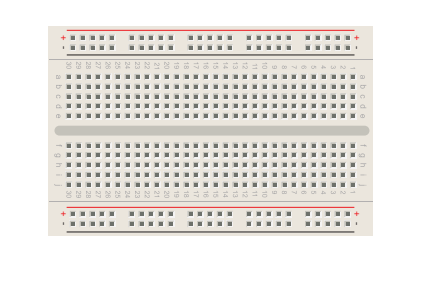 + +
- -
30 29 28 27 26 25 24 23 22 21 20 19 18 17 16 15 14 13 12 11 10 9 8 7 6 5 4 3 2 1
a a
b b
c c
d d
e e
f f
g g
h h
i i
j j
30 29 28 27 26 25 24 23 22 21 20 19 18 17 16 15 14 13 12 11 10 9 8 7 6 5 4 3 2 1
+ +
- -